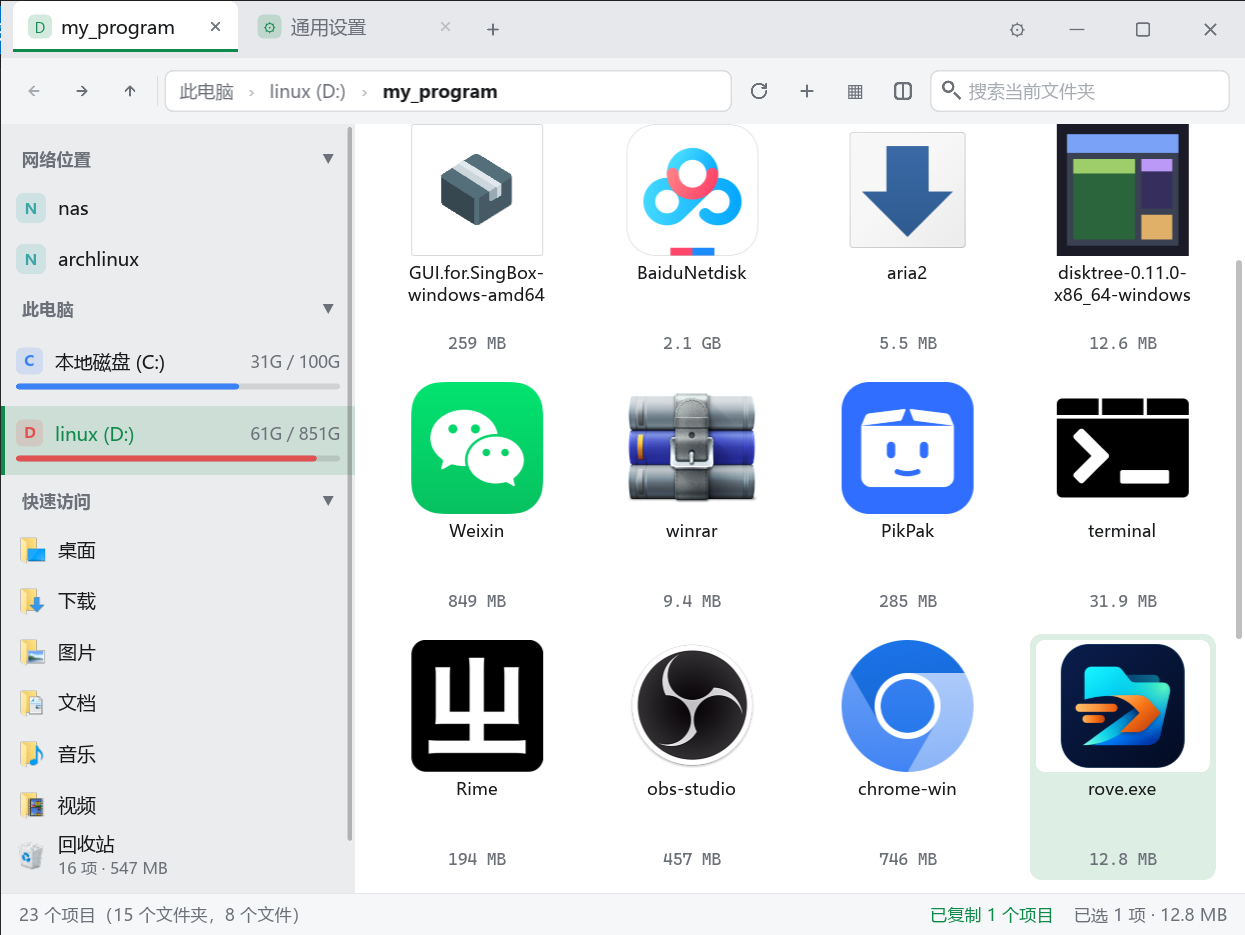 D my_program × 通用设置 × +
此电脑 › linux (D:) › my_program
搜索当前文件夹
网络位置
N nas
N archlinux
此电脑
C 本地磁盘 (C:) 31G / 100G
D linux (D:) 61G / 851G
快速访问
桌面
下载
图片
文档
音乐
视频
回收站
16 项 · 547 MB
GUI.for.SingBox-
windows-amd64
259 MB
BaiduNetdisk
2.1 GB
aria2
5.5 MB
disktree-0.11.0-
x86_64-windows
12.6 MB
Weixin
849 MB
winrar
9.4 MB
PikPak
285 MB
terminal
31.9 MB
Rime
194 MB
obs-studio
457 MB
chrome-win
746 MB
rove.exe
12.8 MB
23 个项目（15 个文件夹，8 个文件）
已复制 1 个项目 已选 1 项 · 12.8 MB